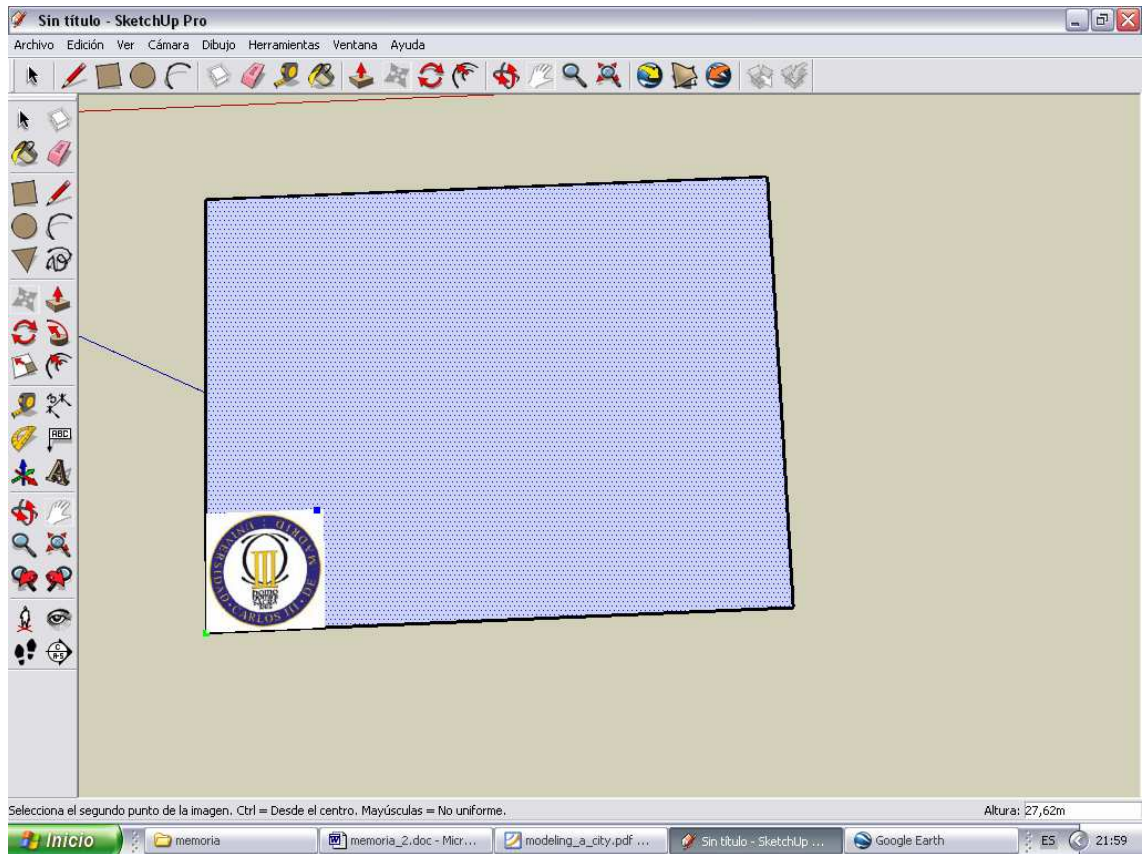 Sin título - SketchUp Pro
Archivo Edición Ver Cámara Dibujo Herramientas Ventana Ayuda
ABC
UNIVERSIDAD · CARLOS III · DE MADRID
Selecciona el segundo punto de la imagen. Ctrl = Desde el centro. Mayúsculas = No uniforme.
Altura: 27,62m
Inicio
memoria
memoria_2.doc - Micr...
modeling_a_city.pdf ...
Sin título - SketchUp ...
Google Earth
ES
21:59